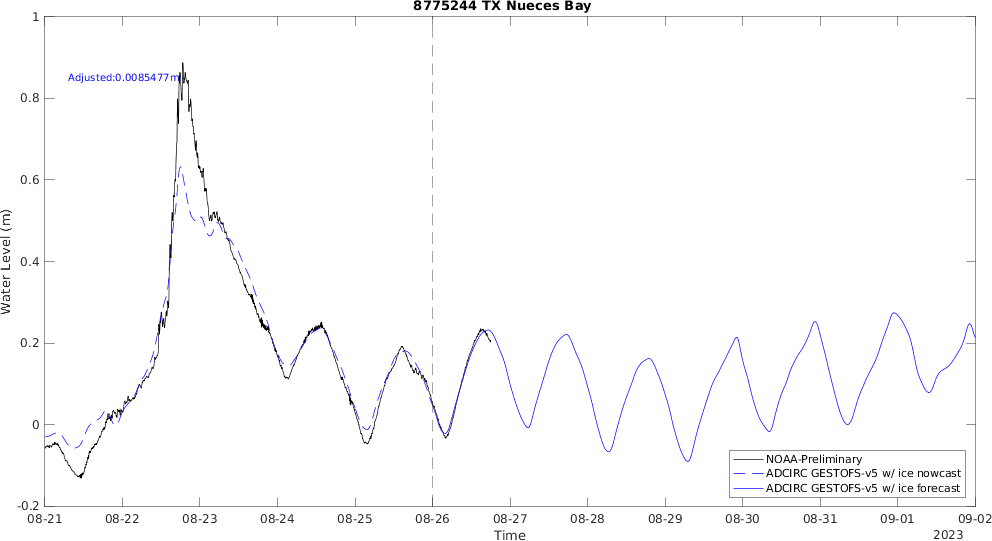 8775244 TX Nueces Bay
Adjusted:0.0085477m
Water Level (m)
1
0.8
0.6
0.4
0.2
0
-0.2
08-21 08-22 08-23 08-24 08-25 08-26 08-27 08-28 08-29 08-30 08-31 09-01 09-02
Time
2023
NOAA-Preliminary
ADCIRC GESTOFS-v5 w/ ice nowcast
ADCIRC GESTOFS-v5 w/ ice forecast